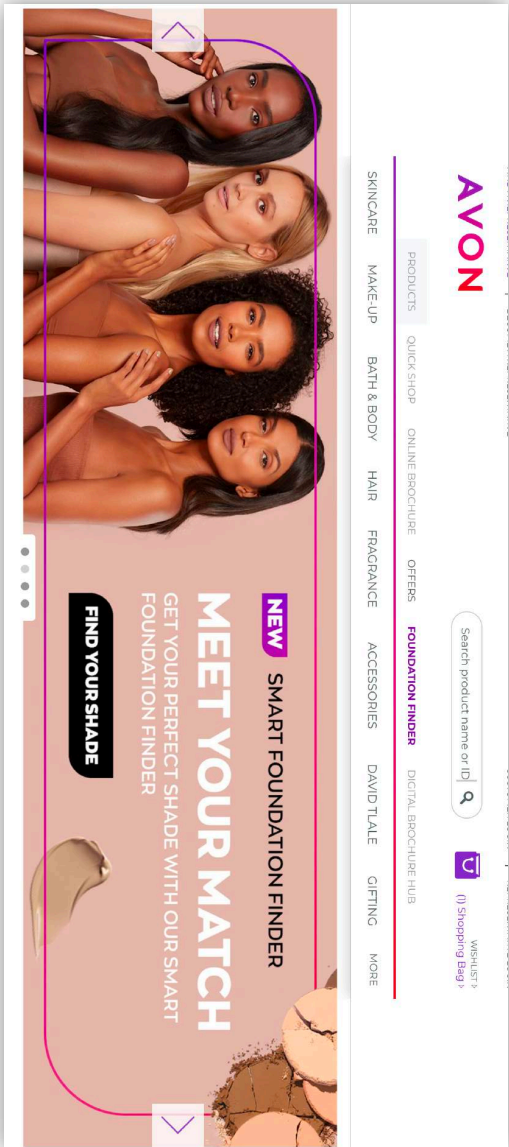 AVON
Search product name or ID
WISHLIST
(1) Shopping Bag
PRODUCTS QUICK SHOP ONLINE BROCHURE OFFERS FOUNDATION FINDER DIGITAL BROCHURE HUB
SKINCARE MAKE-UP BATH & BODY HAIR FRAGRANCE ACCESSORIES DAVID TLALE GIFTING MORE
NEW SMART FOUNDATION FINDER
MEET YOUR MATCH
GET YOUR PERFECT SHADE WITH OUR SMART
FOUNDATION FINDER
FIND YOUR SHADE